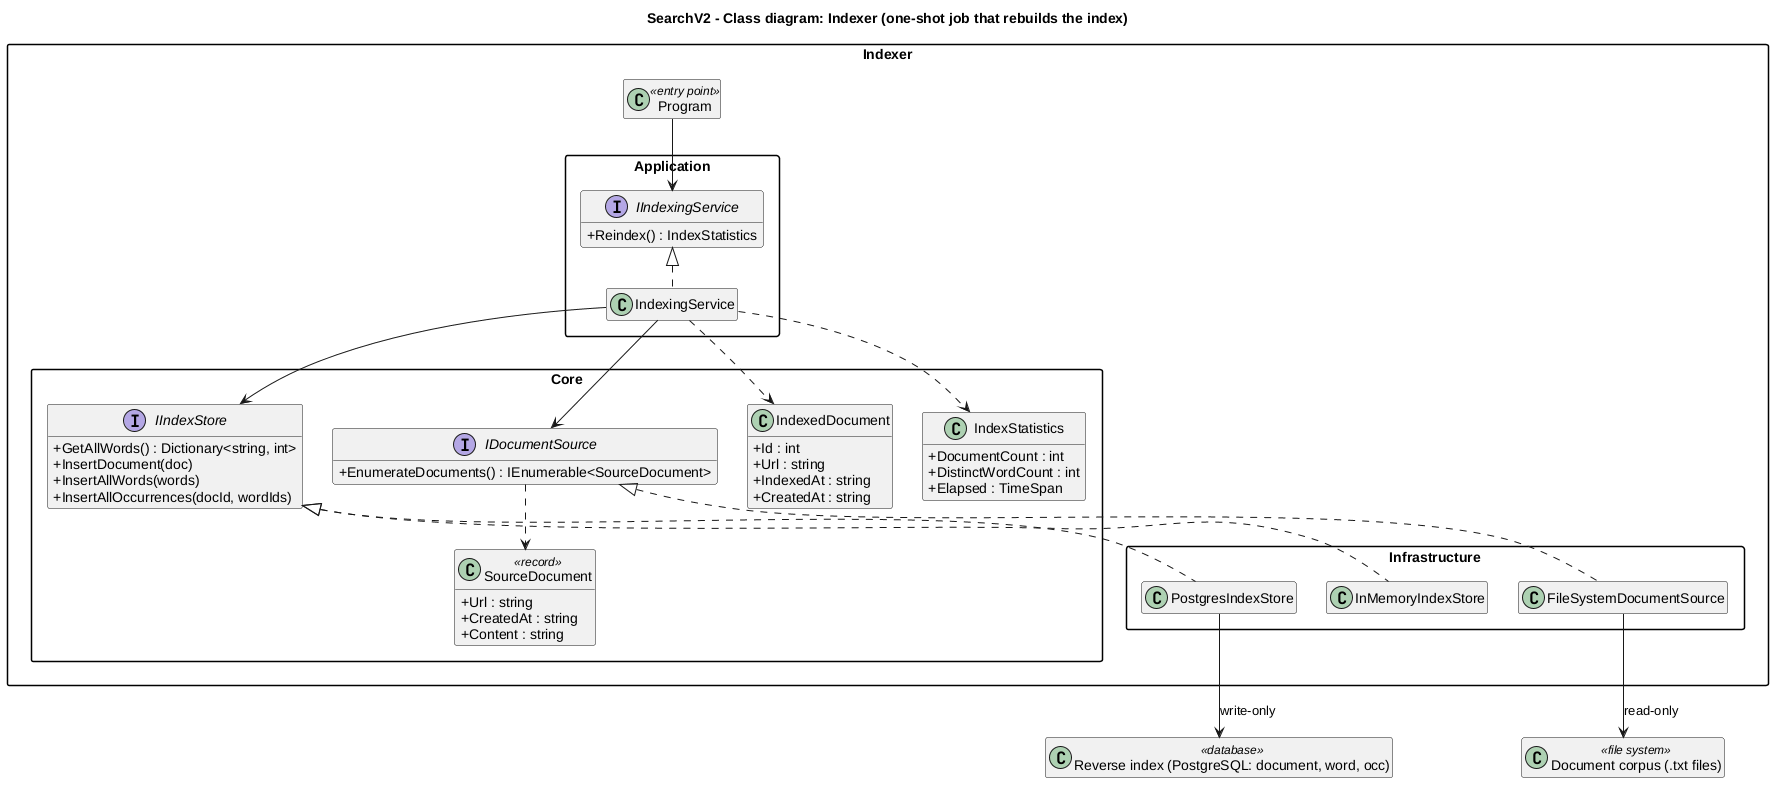 SearchV2 - Class diagram: Indexer (one-shot job that rebuilds the index)
Indexer
C
«entry point»
Program
Application
I
IIndexingService
+Reindex() : IndexStatistics
C
IndexingService
Core
I
IIndexStore
+GetAllWords() : Dictionary<string, int>
+InsertDocument(doc)
+InsertAllWords(words)
+InsertAllOccurrences(docId, wordIds)
I
IDocumentSource
+EnumerateDocuments() : IEnumerable<SourceDocument>
C
IndexedDocument
+Id : int
+Url : string
+IndexedAt : string
+CreatedAt : string
C
IndexStatistics
+DocumentCount : int
+DistinctWordCount : int
+Elapsed : TimeSpan
C
«record»
SourceDocument
+Url : string
+CreatedAt : string
+Content : string
Infrastructure
C
PostgresIndexStore
C
InMemoryIndexStore
C
FileSystemDocumentSource
write-only
read-only
C
«database»
Reverse index (PostgreSQL: document, word, occ)
C
«file system»
Document corpus (.txt files)